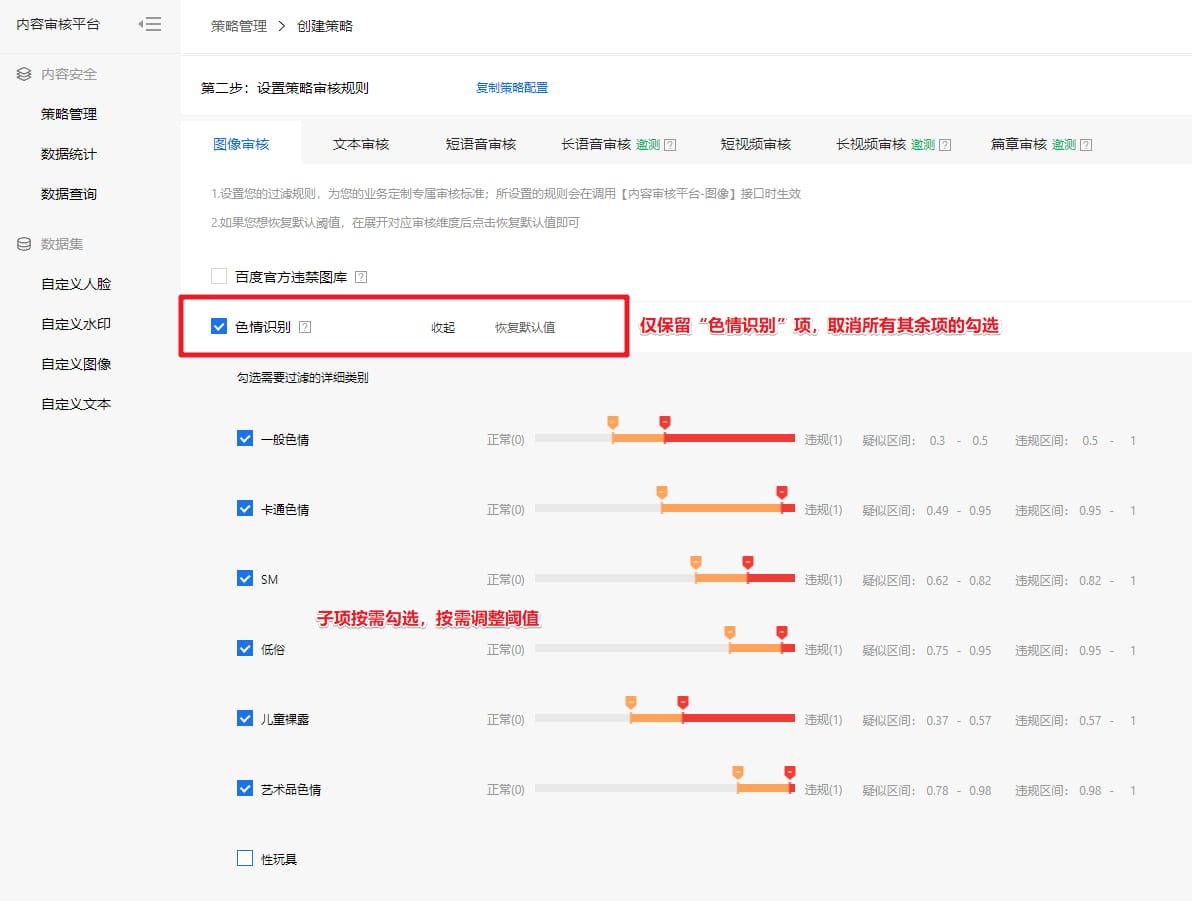 内容审核平台
策略管理 > 创建策略
内容安全
策略管理
数据统计
数据查询
数据集
自定义人脸
自定义水印
自定义图像
自定义文本
第二步：设置策略审核规则 复制策略配置
图像审核 文本审核 短语音审核 长语音审核 邀测 ? 短视频审核 长视频审核 邀测 ? 篇章审核 邀测 ?
1.设置您的过滤规则，为您的业务定制专属审核标准；所设置的规则会在调用【内容审核平台-图像】接口时生效
2.如果您想恢复默认阈值，在展开对应审核维度后点击恢复默认值即可
百度官方违禁图库 ?
色情识别 ? 收起 恢复默认值 仅保留“色情识别”项，取消所有其余项的勾选
勾选需要过滤的详细类别
一般色情 正常(0) 违规(1) 疑似区间： 0.3 - 0.5 违规区间： 0.5 - 1
卡通色情 正常(0) 违规(1) 疑似区间： 0.49 - 0.95 违规区间： 0.95 - 1
SM 正常(0) 违规(1) 疑似区间： 0.62 - 0.82 违规区间： 0.82 - 1
子项按需勾选，按需调整阈值
低俗 正常(0) 违规(1) 疑似区间： 0.75 - 0.95 违规区间： 0.95 - 1
儿童裸露 正常(0) 违规(1) 疑似区间： 0.37 - 0.57 违规区间： 0.57 - 1
艺术品色情 正常(0) 违规(1) 疑似区间： 0.78 - 0.98 违规区间： 0.98 - 1
性玩具